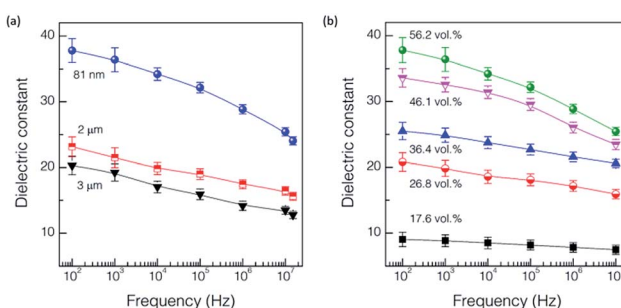 (a)
40
30
20
10
Dielectric constant
81 nm
2 μm
3 μm
10² 10³ 10⁴ 10⁵ 10⁶ 10⁷
Frequency (Hz)
(b)
40
30
20
10
Dielectric constant
56.2 vol.%
46.1 vol.%
36.4 vol.%
26.8 vol.%
17.6 vol.%
10² 10³ 10⁴ 10⁵ 10⁶ 10
Frequency (Hz)